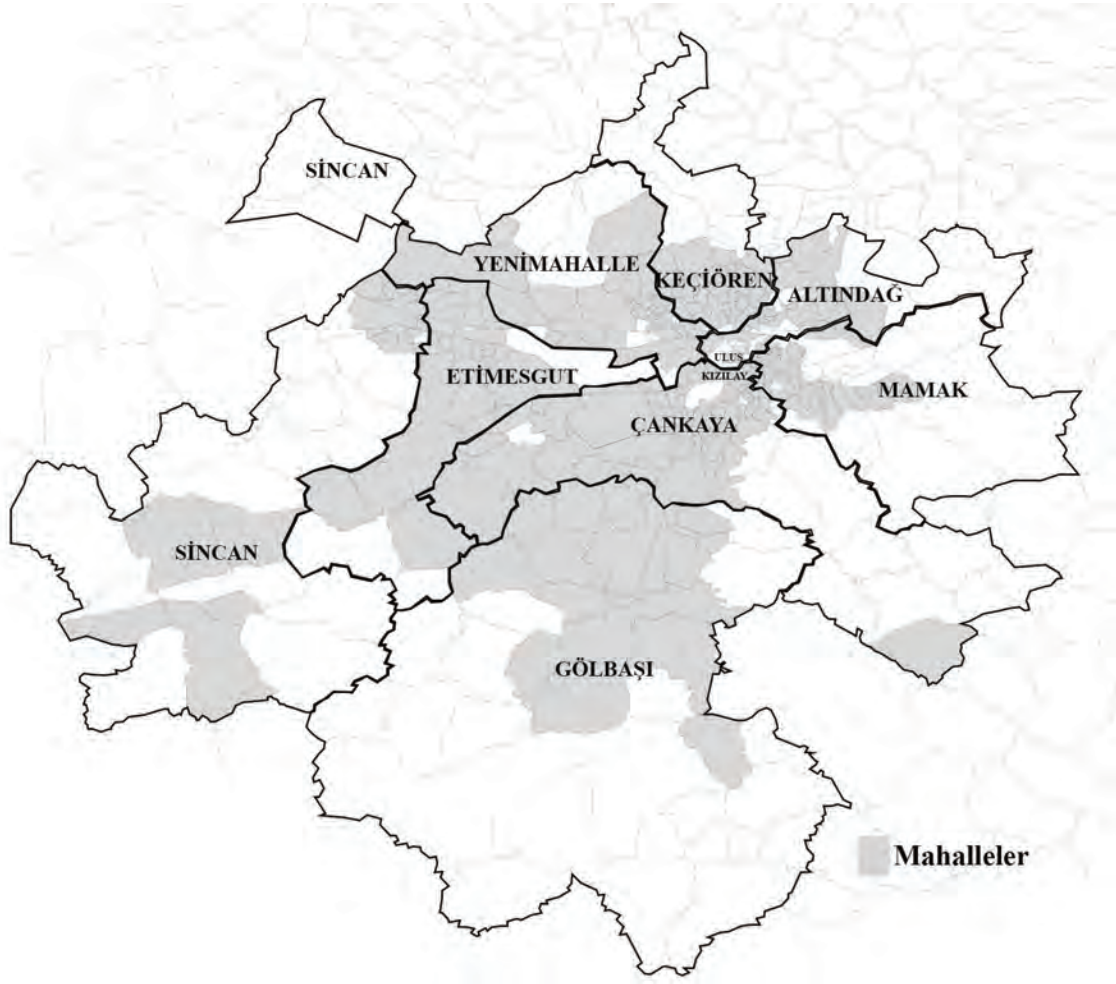 SİNCAN
YENİMAHALLE
KEÇİÖREN
ALTINDAĞ
ULUS
KIZILAY
ETİMESGUT
MAMAK
ÇANKAYA
SİNCAN
GÖLBAŞI
Mahalleler